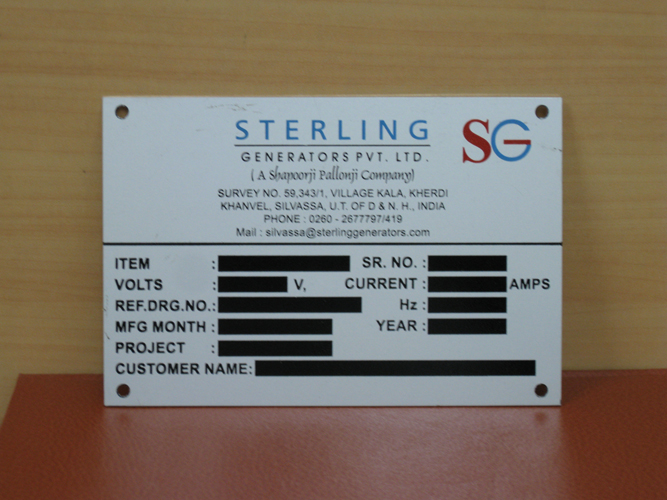 STERLING
SG
GENERATORS PVT. LTD.
( A Shapoorji Pallonji Company)
SURVEY NO. 59,343/1, VILLAGE KALA, KHERDI
KHANVEL, SILVASSA, U.T. OF D & N. H., INDIA
PHONE : 0260 - 2677797/419
Mail : silvassa@sterlinggenerators.com
ITEM : SR. NO. :
VOLTS : V, CURRENT : AMPS
REF.DRG.NO.: Hz :
MFG MONTH : YEAR :
PROJECT :
CUSTOMER NAME: